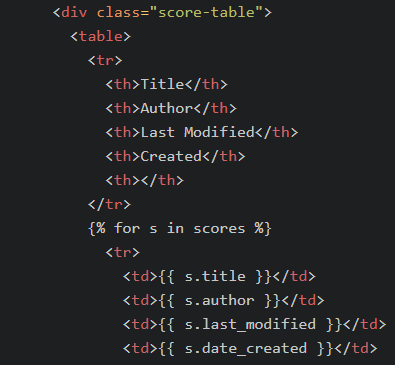 <div class="score-table">
<table>
<tr>
<th>Title</th>
<th>Author</th>
<th>Last Modified</th>
<th>Created</th>
<th></th>
</tr>
{% for s in scores %}
<tr>
<td>{{ s.title }}</td>
<td>{{ s.author }}</td>
<td>{{ s.last_modified }}</td>
<td>{{ s.date_created }}</td>